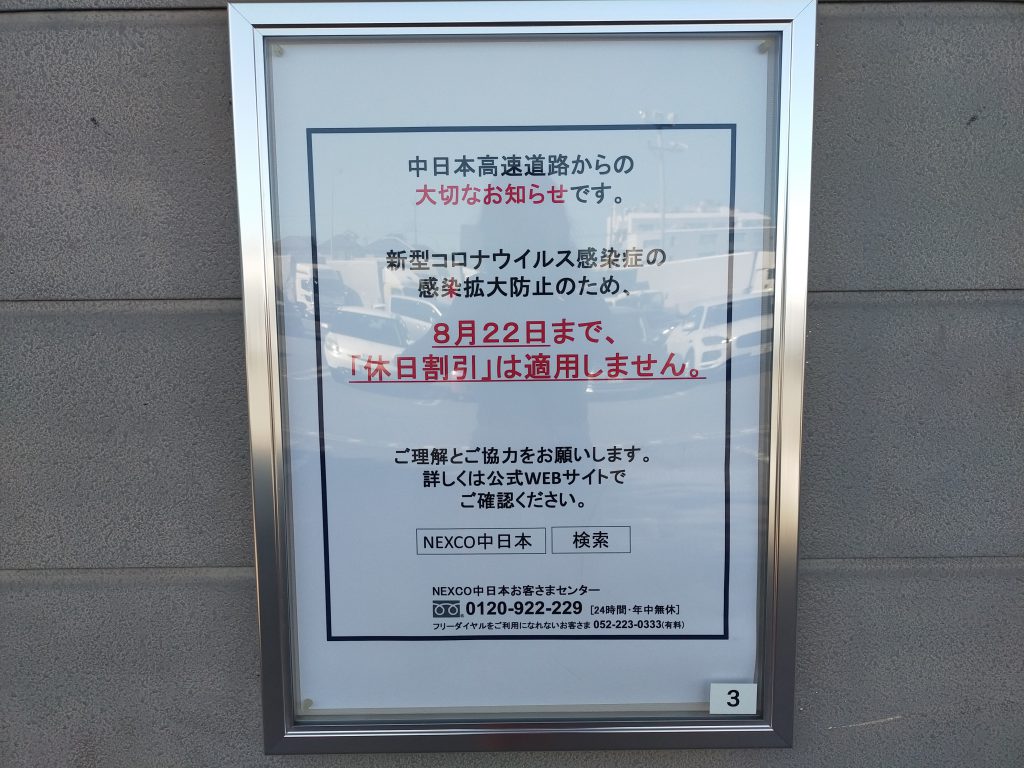 中日本高速道路からの
大切なお知らせです。
新型コロナウイルス感染症の
感染拡大防止のため、
8月22日まで、
「休日割引」は適用しません。
ご理解とご協力をお願いします。
詳しくは公式WEBサイトで
ご確認ください。
NEXCO中日本 検索
NEXCO中日本お客さまセンター
0120-922-229 [24時間・年中無休]
フリーダイヤルをご利用になれないお客さま 052-223-0333(有料)
3